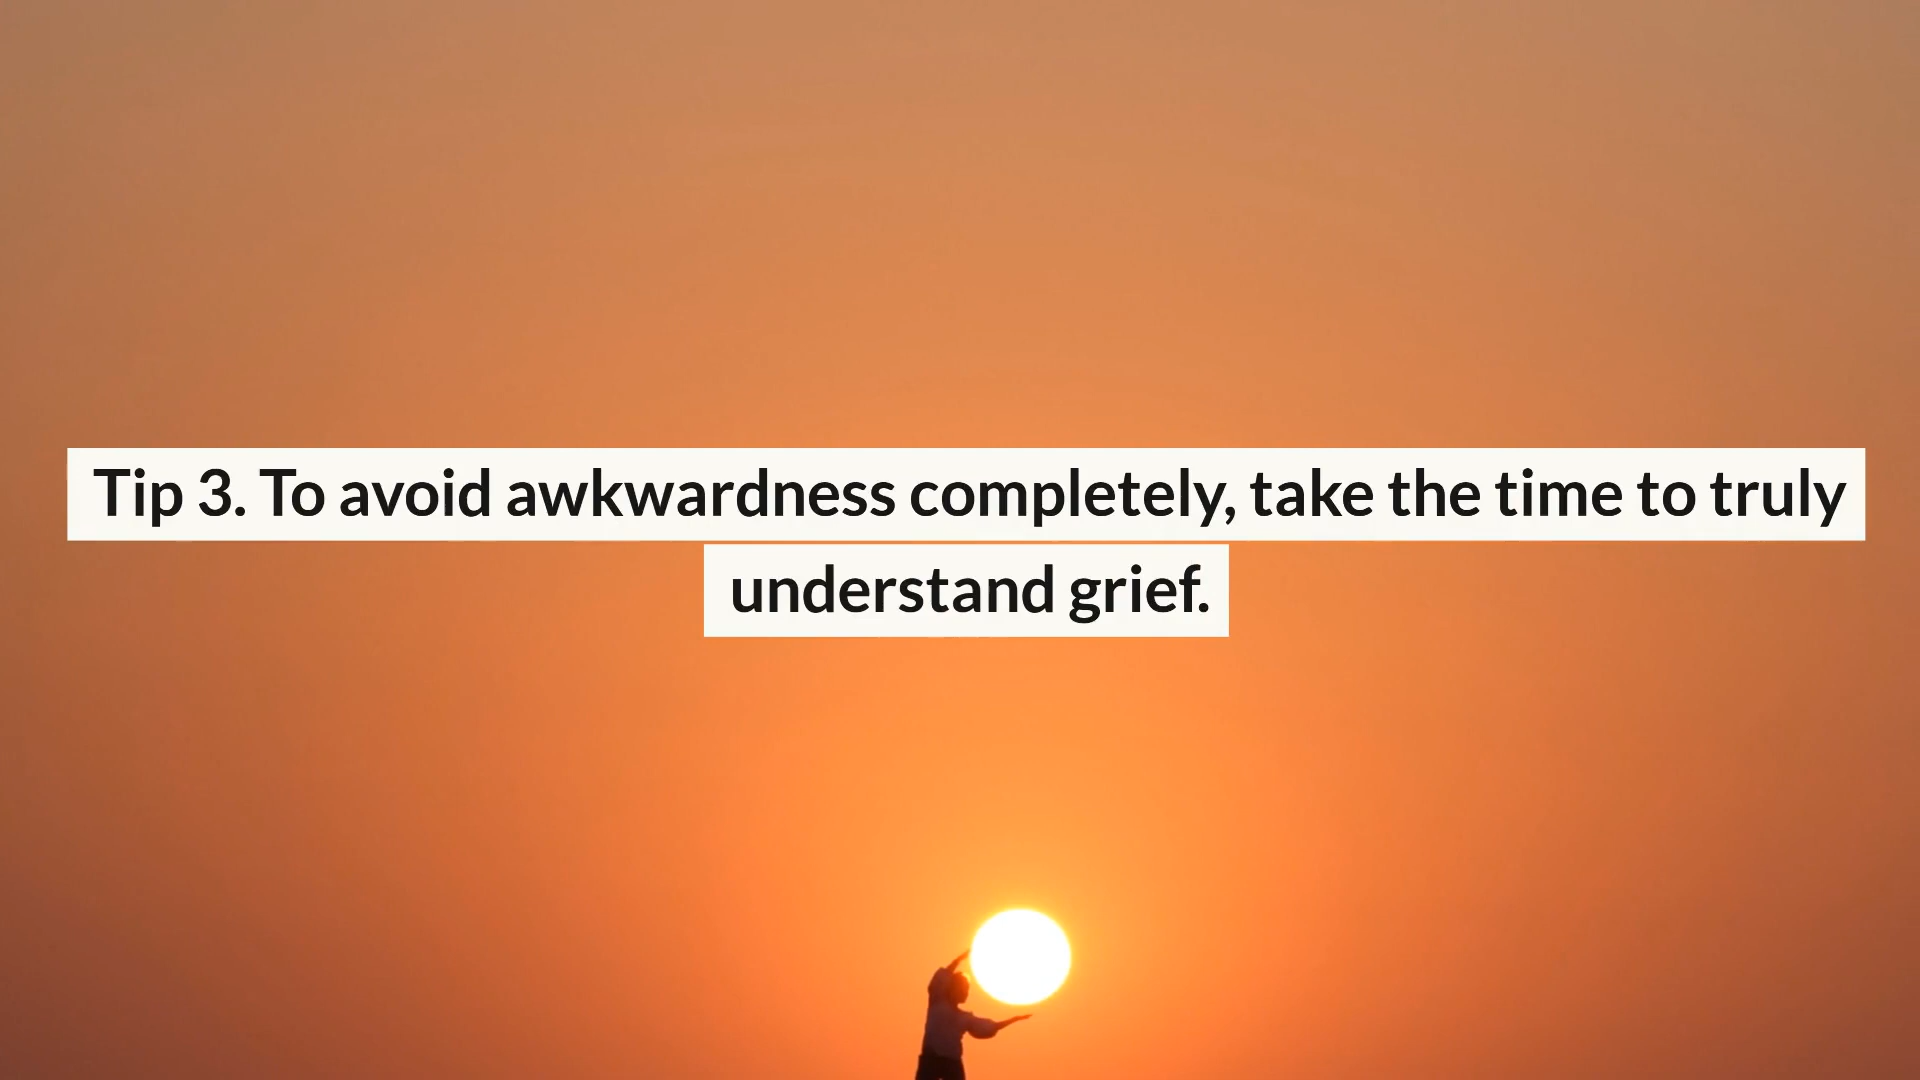 Tip 3. To avoid awkwardness completely, take the time to truly
understand grief.